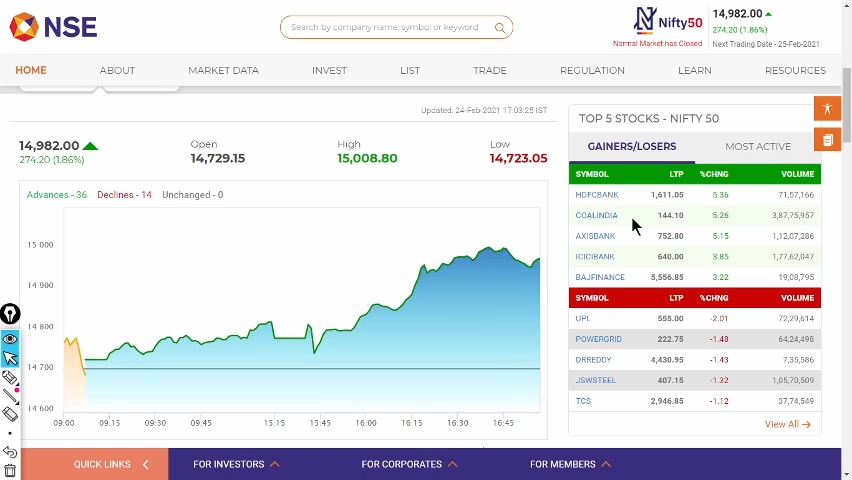 NSE
Search by company name, symbol or keyword
Nifty50
Normal Market has Closed
14,982.00
274.20 (1.86%)
Next Trading Date - 25-Feb-2021
HOME ABOUT MARKET DATA INVEST LIST TRADE REGULATION LEARN RESOURCES
Updated: 24-Feb-2021 17:03:25 IST
14,982.00
274.20 (1.86%)
Open
14,729.15
High
15,008.80
Low
14,723.05
Advances - 36 Declines - 14 Unchanged - 0
15 000
14 900
14 800
14 700
14 600
09:00 09:15 09:30 09:45 15:15 15:45 16:00 16:15 16:30 16:45
TOP 5 STOCKS - NIFTY 50
GAINERS/LOSERS MOST ACTIVE
SYMBOL LTP %CHNG VOLUME
HDFCBANK 1,611.05 5.36 71,57,166
COALINDIA 144.10 5.26 3,87,75,957
AXISBANK 752.80 5.15 1,12,07,286
ICICIBANK 640.00 3.85 1,77,62,047
BAJFINANCE 5,556.85 3.22 19,08,795
SYMBOL LTP %CHNG VOLUME
UPL 555.00 -2.01 72,29,614
POWERGRID 222.75 -1.48 64,24,498
DRREDDY 4,430.95 -1.43 7,35,586
JSWSTEEL 407.15 -1.32 1,05,70,509
TCS 2,946.85 -1.12 37,74,549
View All
QUICK LINKS FOR INVESTORS FOR CORPORATES FOR MEMBERS